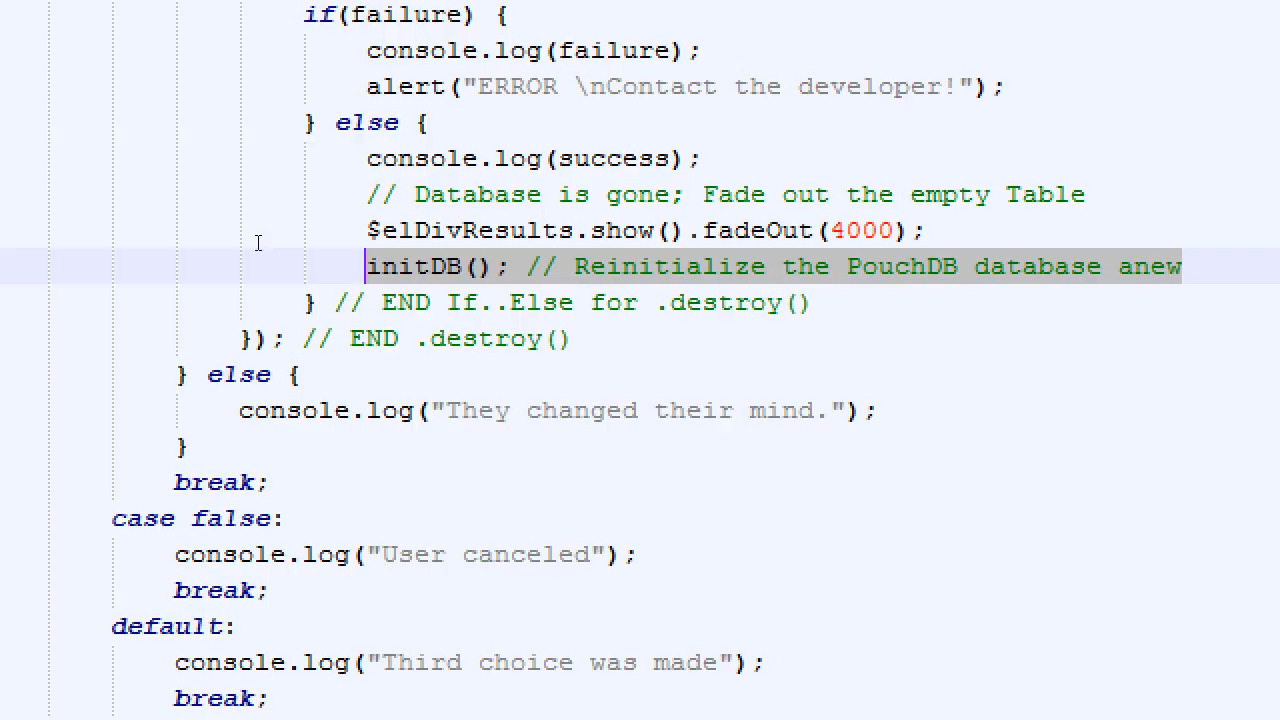 if(failure) {
console.log(failure);
alert("ERROR \nContact the developer!");
} else {
console.log(success);
// Database is gone; Fade out the empty Table
$elDivResults.show().fadeOut(4000);
initDB(); // Reinitialize the PouchDB database anew
} // END If..Else for .destroy()
}); // END .destroy()
} else {
console.log("They changed their mind.");
}
break;
case false:
console.log("User canceled");
break;
default:
console.log("Third choice was made");
break;